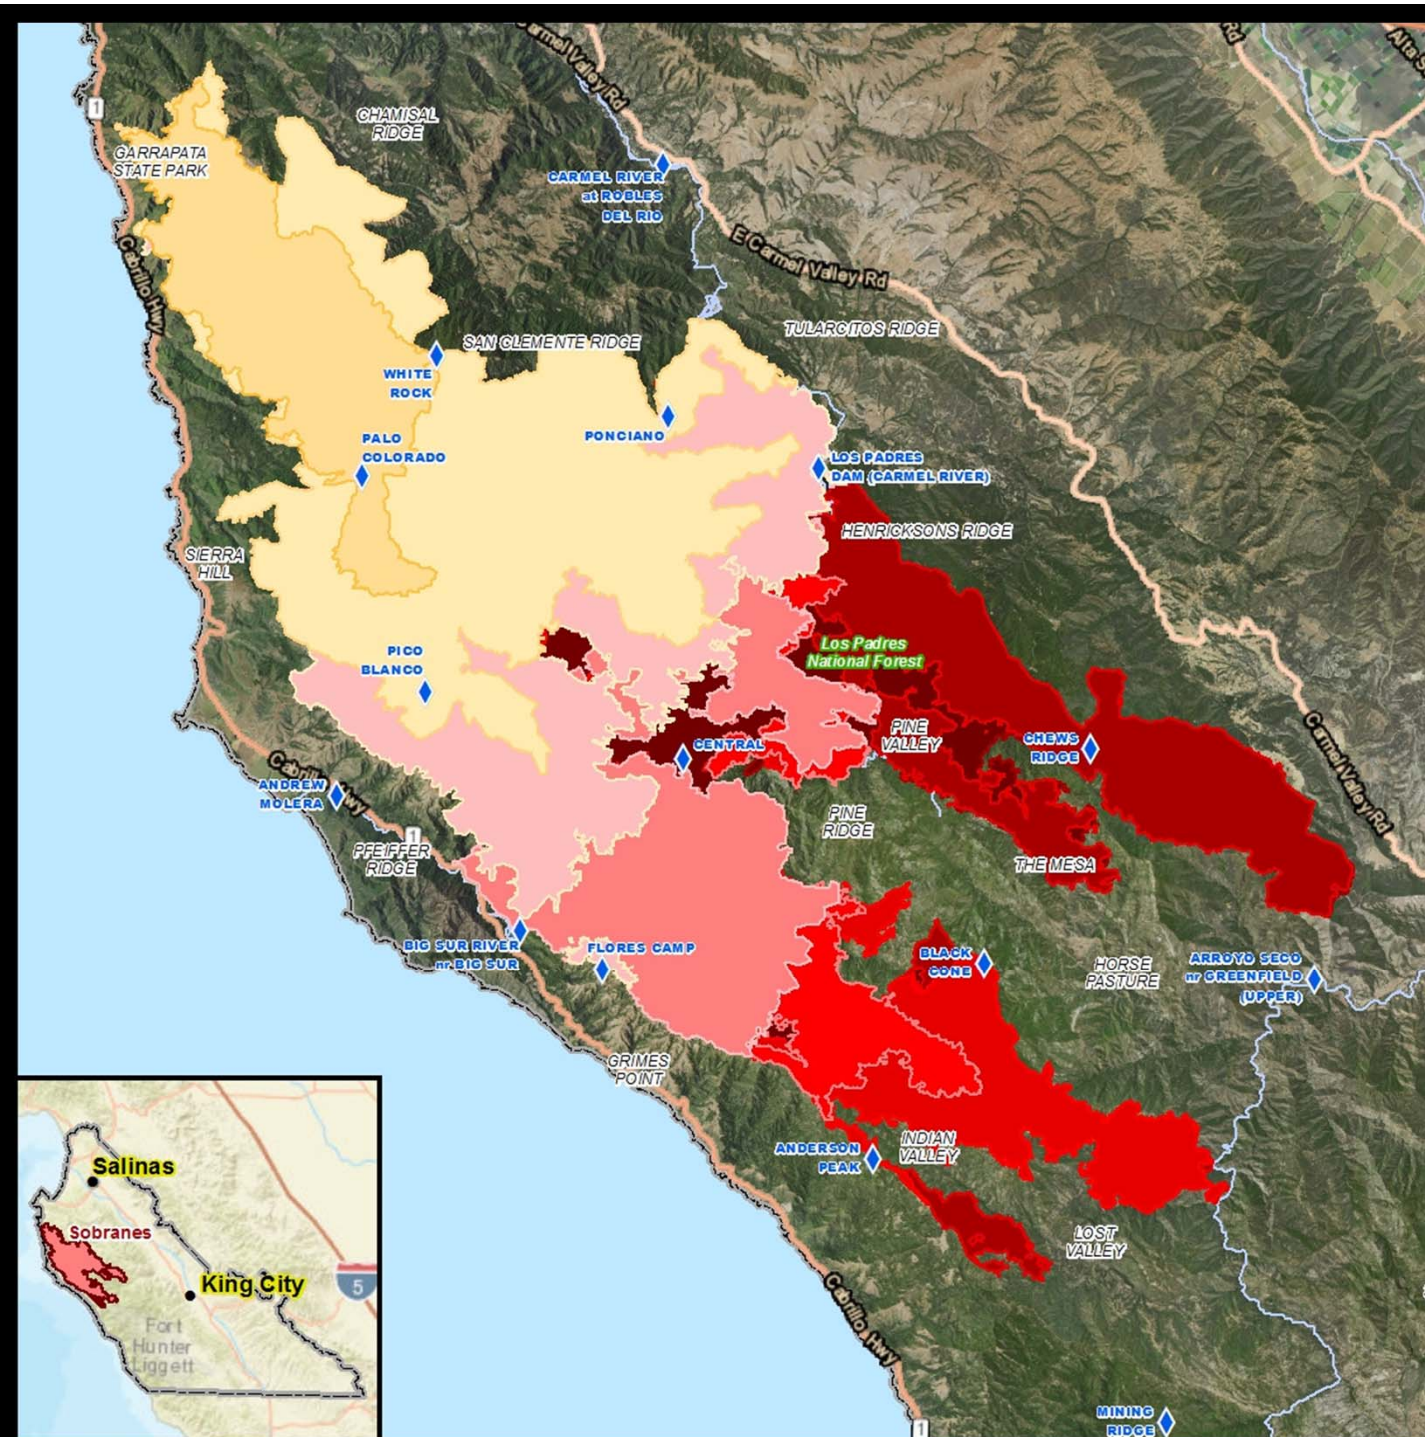 Carmel Valley Rd
Rd
1
CHAMISAL
RIDGE
GARRAPATA
STATE PARK
CARMEL RIVER
at ROBLES
DEL RIO
E Carmel Valley Rd
Cabrillo Hwy
TULARCITOS RIDGE
SAN CLEMENTE RIDGE
WHITE
ROCK
PONCIANO
PALO
COLORADO
LOS PADRES
DAM (CARMEL RIVER)
HENRICKSONS RIDGE
SIERRA
HILL
Los Padres
National Forest
PICO
BLANCO
PINE
VALLEY
CENTRAL
CHEWS
RIDGE
Carmel Valley Rd
Cabrillo Hwy
ANDREW
MOLERA
1
PINE
RIDGE
PFEIFFER
RIDGE
THE MESA
BIG SUR RIVER
nr BIG SUR
FLORES CAMP
BLACK
CONE
HORSE
PASTURE
ARROYO SECO
nr GREENFIELD
(UPPER)
GRIMES
POINT
ANDERSON
PEAK
INDIAN
VALLEY
LOST
VALLEY
Salinas
Sobranes
King City
5
Fort
Hunter
Liggett
Cabrillo Hwy
1
MINING
RIDGE